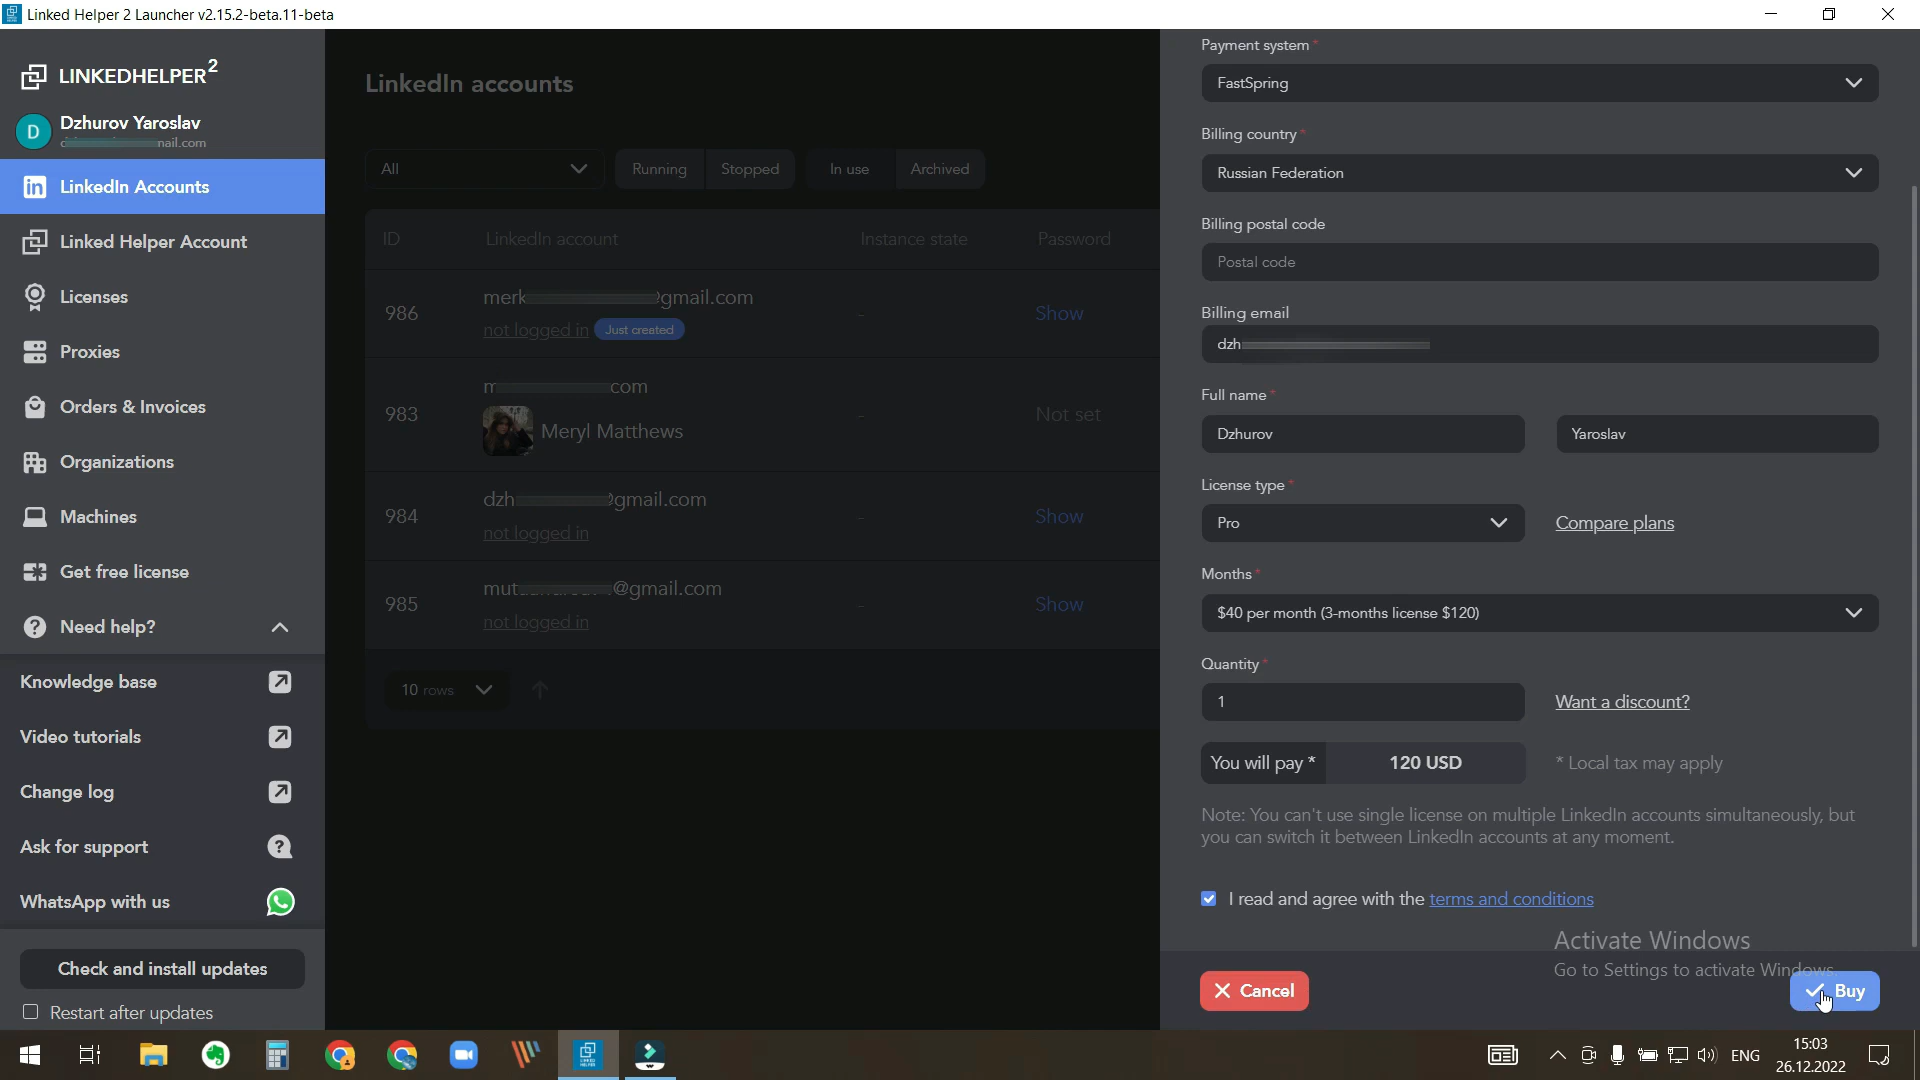 Linked Helper 2 Launcher v2.15.2-beta.11-beta
LINKEDHELPER2
D
Dzhurov Yaroslav
nail.com
in LinkedIn Accounts
Linked Helper Account
Licenses
Proxies
Orders & Invoices
Organizations
Machines
Get free license
Need help?
Knowledge base
Video tutorials
Change log
Ask for support
WhatsApp with us
Check and install updates
Restart after updates
LinkedIn accounts
All
Running
Stopped
In use
Archived
ID
LinkedIn account
Instance state
Password
986
merk
gmail.com
not logged in
Just created
-
Show
983
m
com
Meryl Matthews
-
Not set
984
dzh
gmail.com
not logged in
-
Show
985
mut
@gmail.com
not logged in
-
Show
10 rows
Payment system *
FastSpring
Billing country *
Russian Federation
Billing postal code
Postal code
Billing email
dzh
Full name *
Dzhurov
Yaroslav
License type *
Pro
Compare plans
Months *
$40 per month (3-months license $120)
Quantity *
1
Want a discount?
You will pay *
120 USD
* Local tax may apply
Note: You can't use single license on multiple LinkedIn accounts simultaneously, but
you can switch it between LinkedIn accounts at any moment.
I read and agree with the terms and conditions
Activate Windows
Go to Settings to activate Windows.
Cancel
Buy
ENG
15:03
26.12.2022